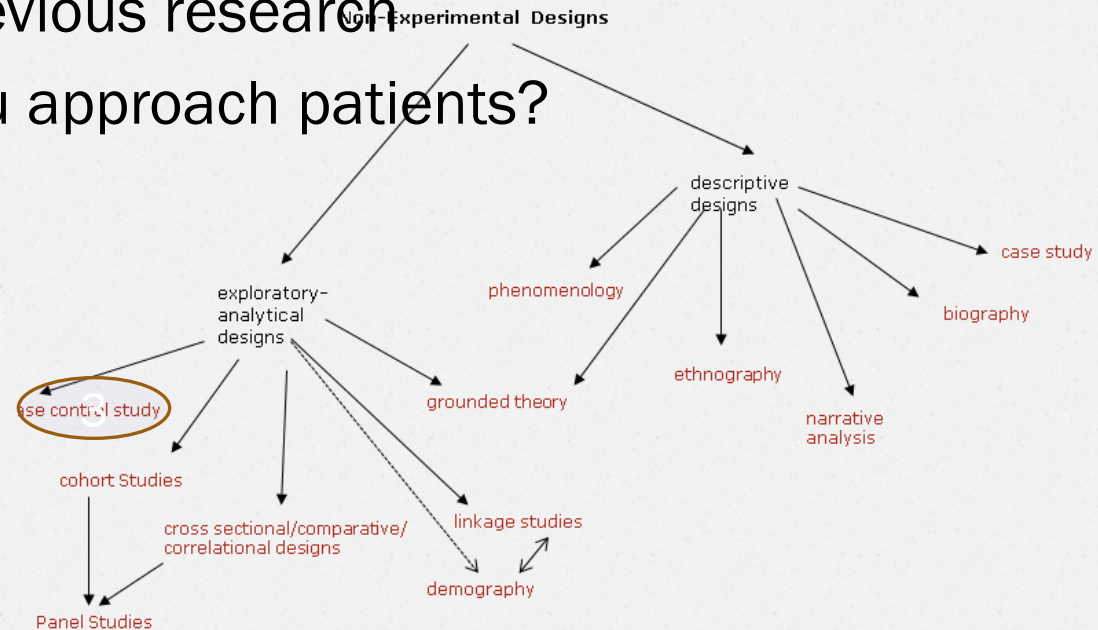 evious research
Non-Experimental Designs
u approach patients?
descriptive
designs
case study
phenomenology
exploratory-
analytical
designs
biography
ethnography
grounded theory
ase control study
3
narrative
analysis
cohort Studies
cross sectional/comparative/
correlational designs
linkage studies
demography
Panel Studies